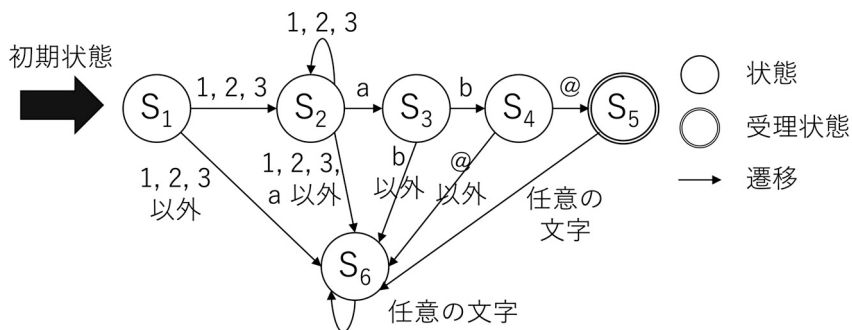 初期状態
1, 2, 3
S1
1, 2, 3
S2
a
S3
b
S4
@
S5
状態
受理状態
遷移
1, 2, 3
以外
1, 2, 3,
a 以外
b
以外
@
以外
任意の
文字
S6
任意の文字